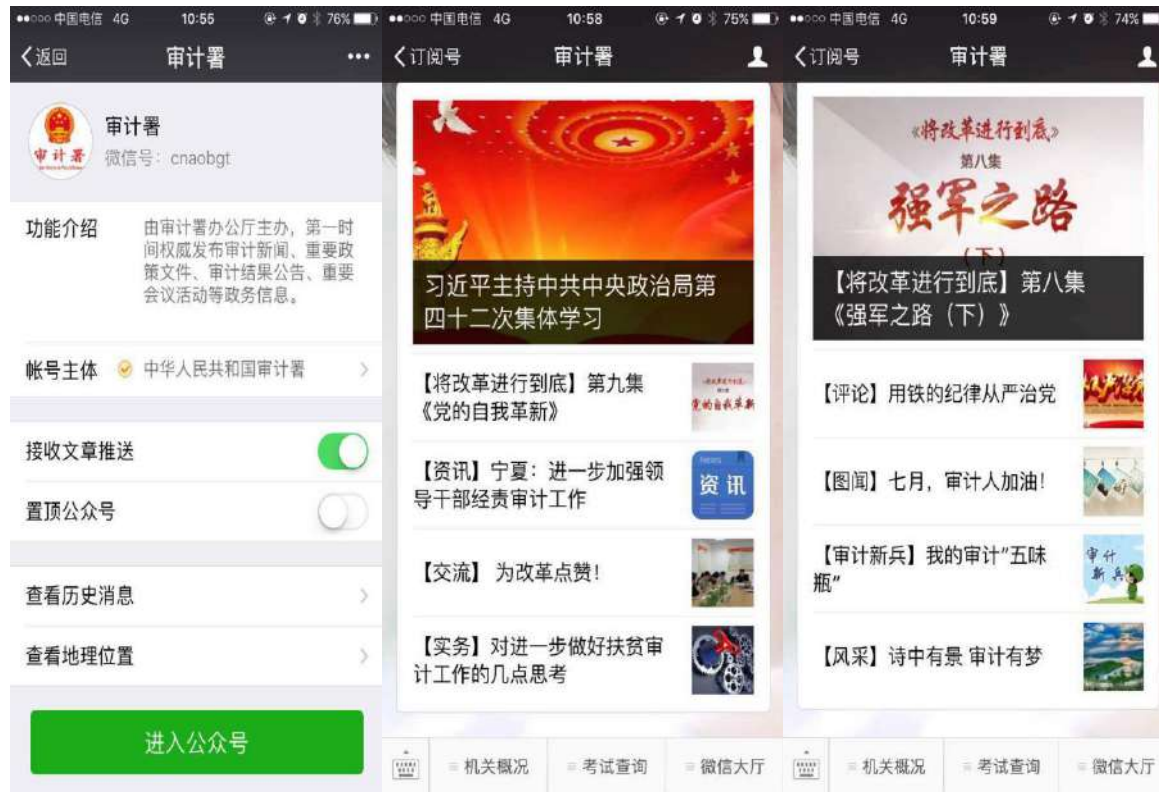 中国电信 4G 10:55 76%
返回 审计署
审计署
审计署
微信号: cnaobgt
功能介绍
由审计署办公厅主办，第一时
间权威发布审计新闻、重要政
策文件、审计结果公告、重要
会议活动等政务信息。
帐号主体 中华人民共和国审计署
接收文章推送
置顶公众号
查看历史消息
查看地理位置
进入公众号
中国电信 4G 10:58 75%
订阅号 审计署
习近平主持中共中央政治局第
四十二次集体学习
【将改革进行到底】第九集
《党的自我革新》
党的自我革新
【资讯】宁夏：进一步加强领
导干部经责审计工作
News
资讯
【交流】 为改革点赞！
【实务】对进一步做好扶贫审
计工作的几点思考
机关概况 考试查询 微信大厅
中国电信 4G 10:59 74%
订阅号 审计署
《将改革进行到底》
第八集
强军之路
（下）
【将改革进行到底】第八集
《强军之路（下）》
【评论】用铁的纪律从严治党
【图闻】七月，审计人加油！
【审计新兵】我的审计"五味
瓶"
审计
新兵
【风采】诗中有景 审计有梦
机关概况 考试查询 微信大厅